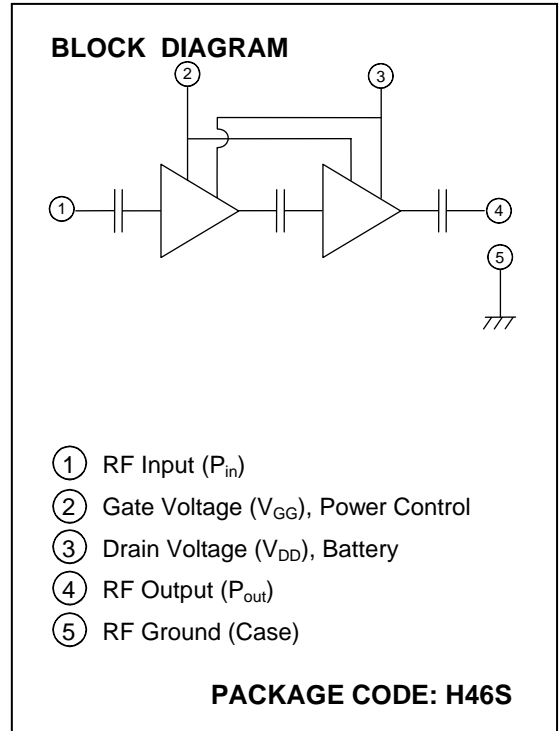 BLOCK DIAGRAM
2
3
1
4
5
1 RF Input (Pin)
2 Gate Voltage (VGG), Power Control
3 Drain Voltage (VDD), Battery
4 RF Output (Pout)
5 RF Ground (Case)
PACKAGE CODE: H46S